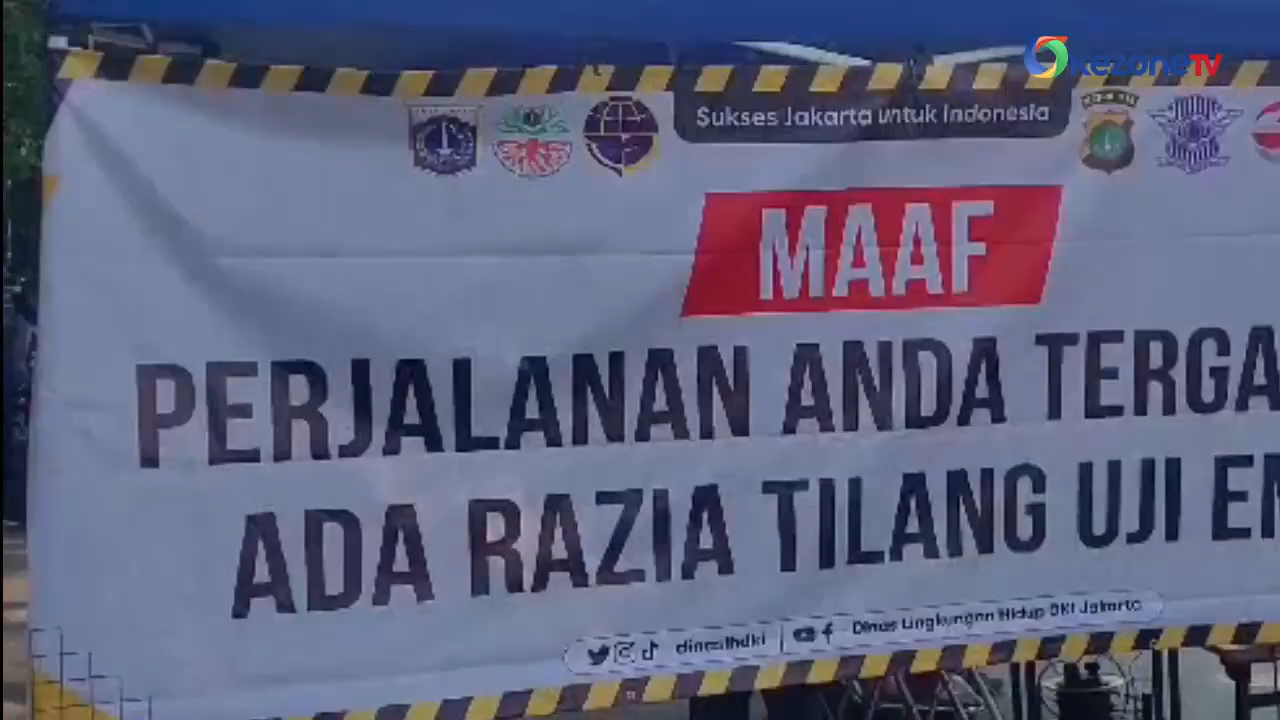 OkezoneTV
Sukses Jakarta untuk Indonesia
MAAF
PERJALANAN ANDA TERGA
ADA RAZIA TILANG UJI EM
dinaslhdki Dinas Lingkungan Hidup DKI Jakarta